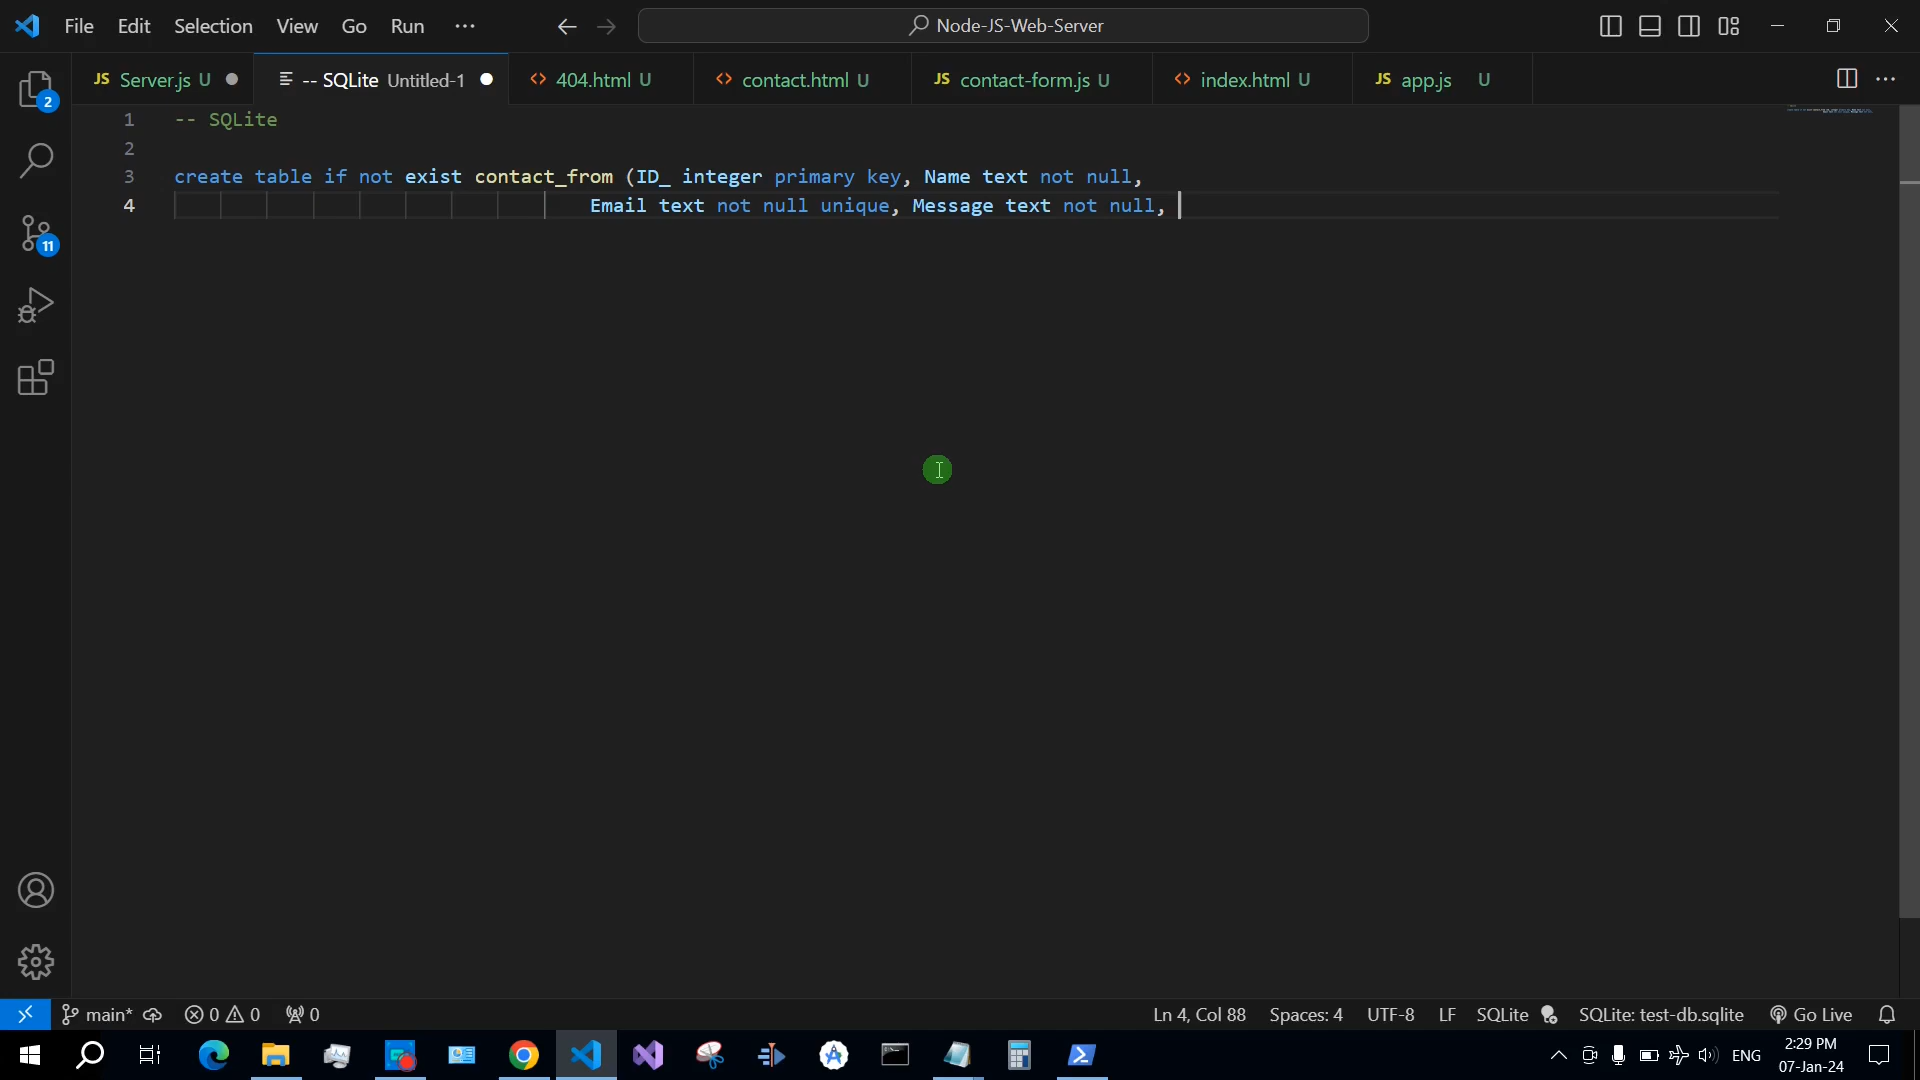 File Edit Selection View Go Run ··· Node-JS-Web-Server
JS Server.js U -- SQLite Untitled-1 <> 404.html U <> contact.html U JS contact-form.js U <> index.html U JS app.js U
2
11
1 -- SQLite
2
3 create table if not exist contact_from (ID_ integer primary key, Name text not null,
4 Email text not null unique, Message text not null,
main* 0 0 0 Ln 4, Col 88 Spaces: 4 UTF-8 LF SQLite SQLite: test-db.sqlite Go Live
ENG 2:29 PM
07-Jan-24